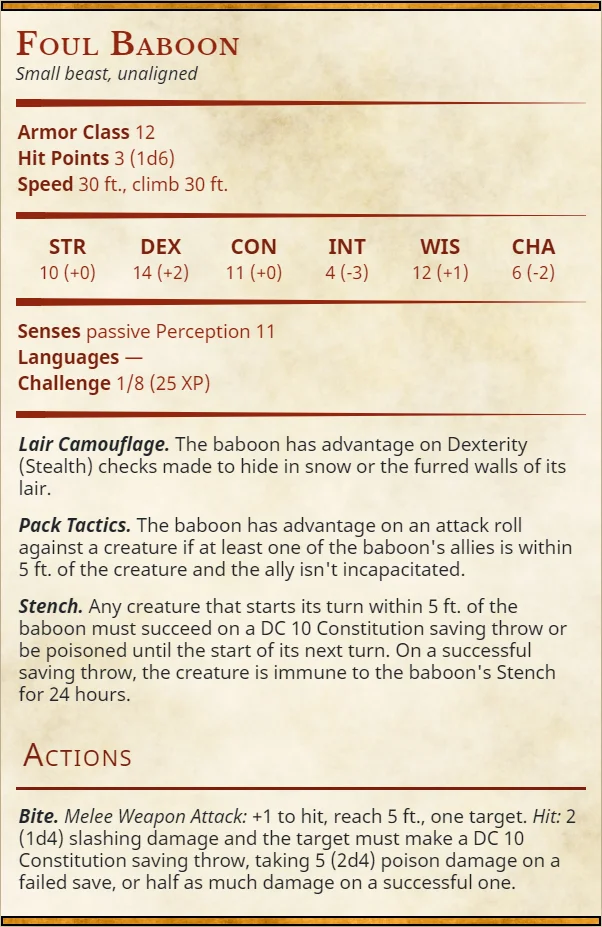 Foul Baboon
Small beast, unaligned
Armor Class 12
Hit Points 3 (1d6)
Speed 30 ft., climb 30 ft.
STR DEX CON INT WIS CHA
10 (+0) 14 (+2) 11 (+0) 4 (-3) 12 (+1) 6 (-2)
Senses passive Perception 11
Languages —
Challenge 1/8 (25 XP)
Lair Camouflage. The baboon has advantage on Dexterity
(Stealth) checks made to hide in snow or the furred walls of its
lair.
Pack Tactics. The baboon has advantage on an attack roll
against a creature if at least one of the baboon's allies is within
5 ft. of the creature and the ally isn't incapacitated.
Stench. Any creature that starts its turn within 5 ft. of the
baboon must succeed on a DC 10 Constitution saving throw or
be poisoned until the start of its next turn. On a successful
saving throw, the creature is immune to the baboon's Stench
for 24 hours.
Actions
Bite. Melee Weapon Attack: +1 to hit, reach 5 ft., one target. Hit: 2
(1d4) slashing damage and the target must make a DC 10
Constitution saving throw, taking 5 (2d4) poison damage on a
failed save, or half as much damage on a successful one.